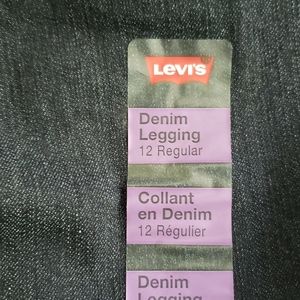 LEVI'S
Denim
Legging
12 Regular
Collant
en Denim
12 Régulier
Denim
Legging